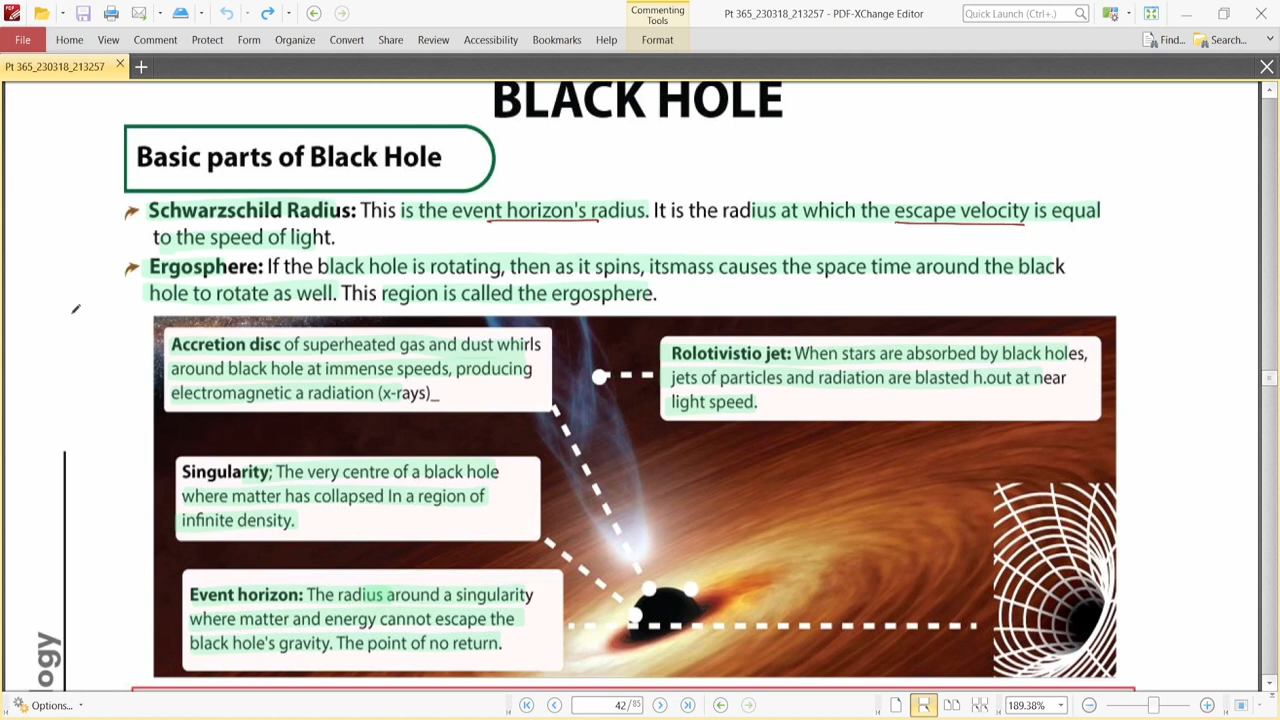 Commenting
Tools
Pt 365_230318_213257 - PDF-XChange Editor
Quick Launch (Ctrl+.)
File
Home
View
Comment
Protect
Form
Organize
Convert
Share
Review
Accessibility
Bookmarks
Help
Format
Find...
Search...
Pt 365_230318_213257
BLACK HOLE
Basic parts of Black Hole
Schwarzschild Radius: This is the event horizon's radius. It is the radius at which the escape velocity is equal
to the speed of light.
Ergosphere: If the black hole is rotating, then as it spins, itsmass causes the space time around the black
hole to rotate as well. This region is called the ergosphere.
Accretion disc of superheated gas and dust whirls
around black hole at immense speeds, producing
electromagnetic a radiation (x-rays)_
Rolotivistio jet: When stars are absorbed by black holes,
jets of particles and radiation are blasted h.out at near
light speed.
Singularity; The very centre of a black hole
where matter has collapsed In a region of
infinite density.
Event horizon: The radius around a singularity
where matter and energy cannot escape the
black hole's gravity. The point of no return.
logy
Options...
42 / 85
189.38%